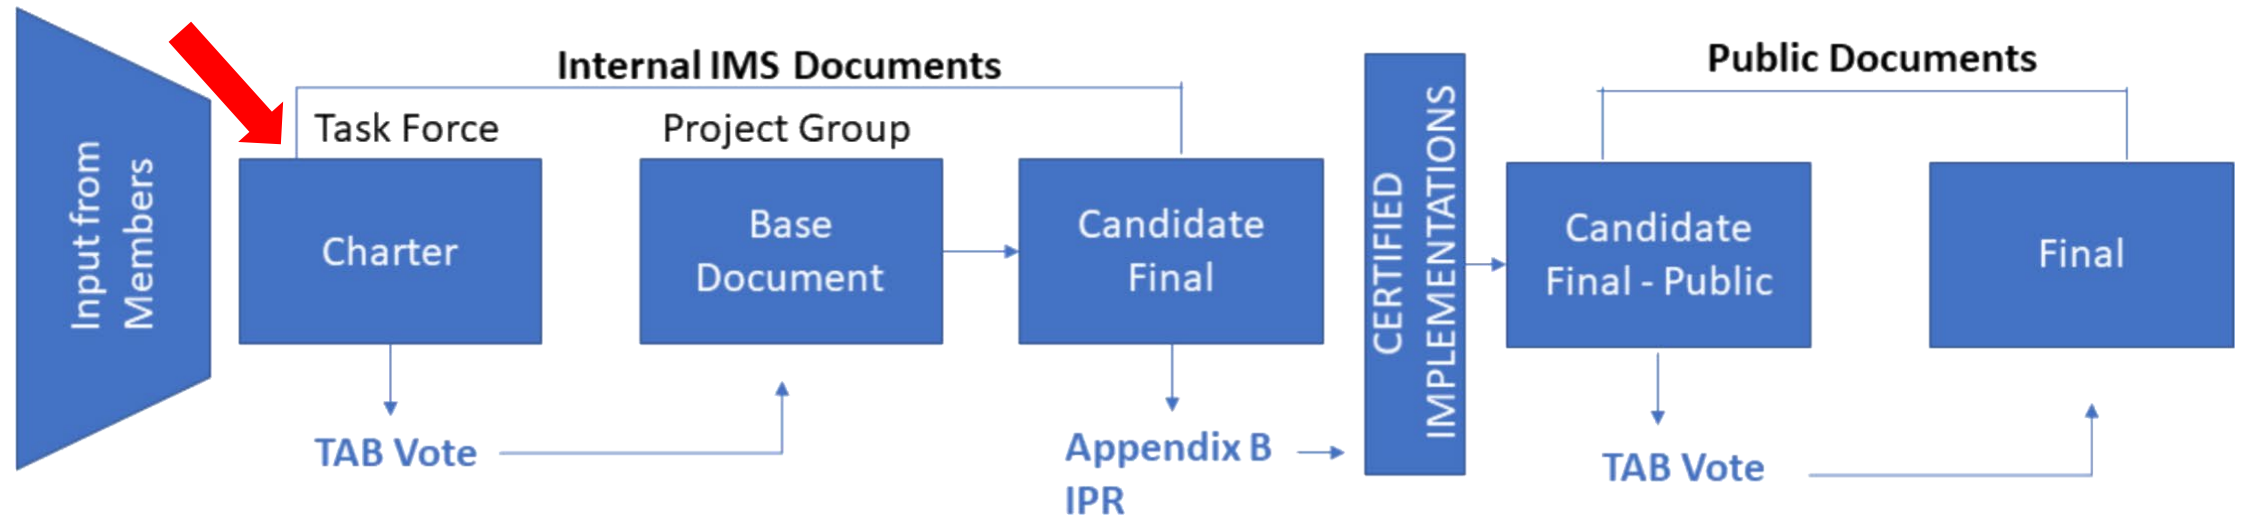 Input from
Members
Internal IMS Documents
Task Force
Charter
TAB Vote
Project Group
Base
Document
Candidate
Final
Appendix B
IPR
CERTIFIED
IMPLEMENTATIONS
Public Documents
Candidate
Final - Public
TAB Vote
Final